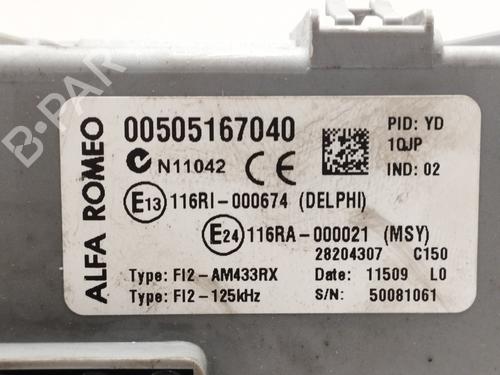 B-PARTS
ALFA ROMEO
00505167040
PID: YD
10JP
IND: 02
N11042 CE
E13 116RI-000674 (DELPHI)
E24 116RA-000021 (MSY)
28204307 C150
Type: FI2-AM433RX Date: 11509 L0
Type: FI2-125kHz S/N: 50081061